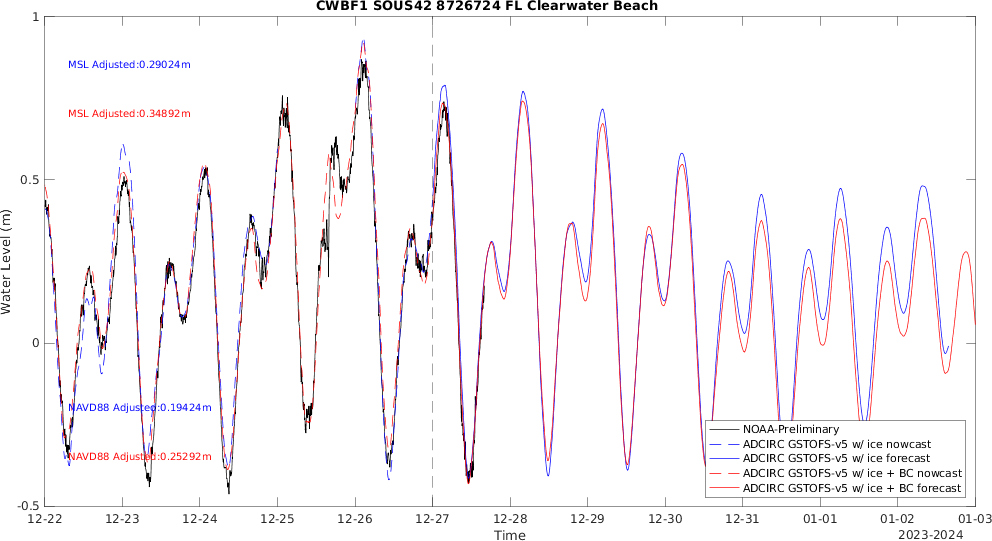 CWBF1 SOUS42 8726724 FL Clearwater Beach
1
0.5
0
-0.5
Water Level (m)
MSL Adjusted:0.29024m
MSL Adjusted:0.34892m
NAVD88 Adjusted:0.19424m
NAVD88 Adjusted:0.25292m
NOAA-Preliminary
ADCIRC GSTOFS-v5 w/ ice nowcast
ADCIRC GSTOFS-v5 w/ ice forecast
ADCIRC GSTOFS-v5 w/ ice + BC nowcast
ADCIRC GSTOFS-v5 w/ ice + BC forecast
12-22 12-23 12-24 12-25 12-26 12-27 12-28 12-29 12-30 12-31 01-01 01-02 01-03
Time
2023-2024